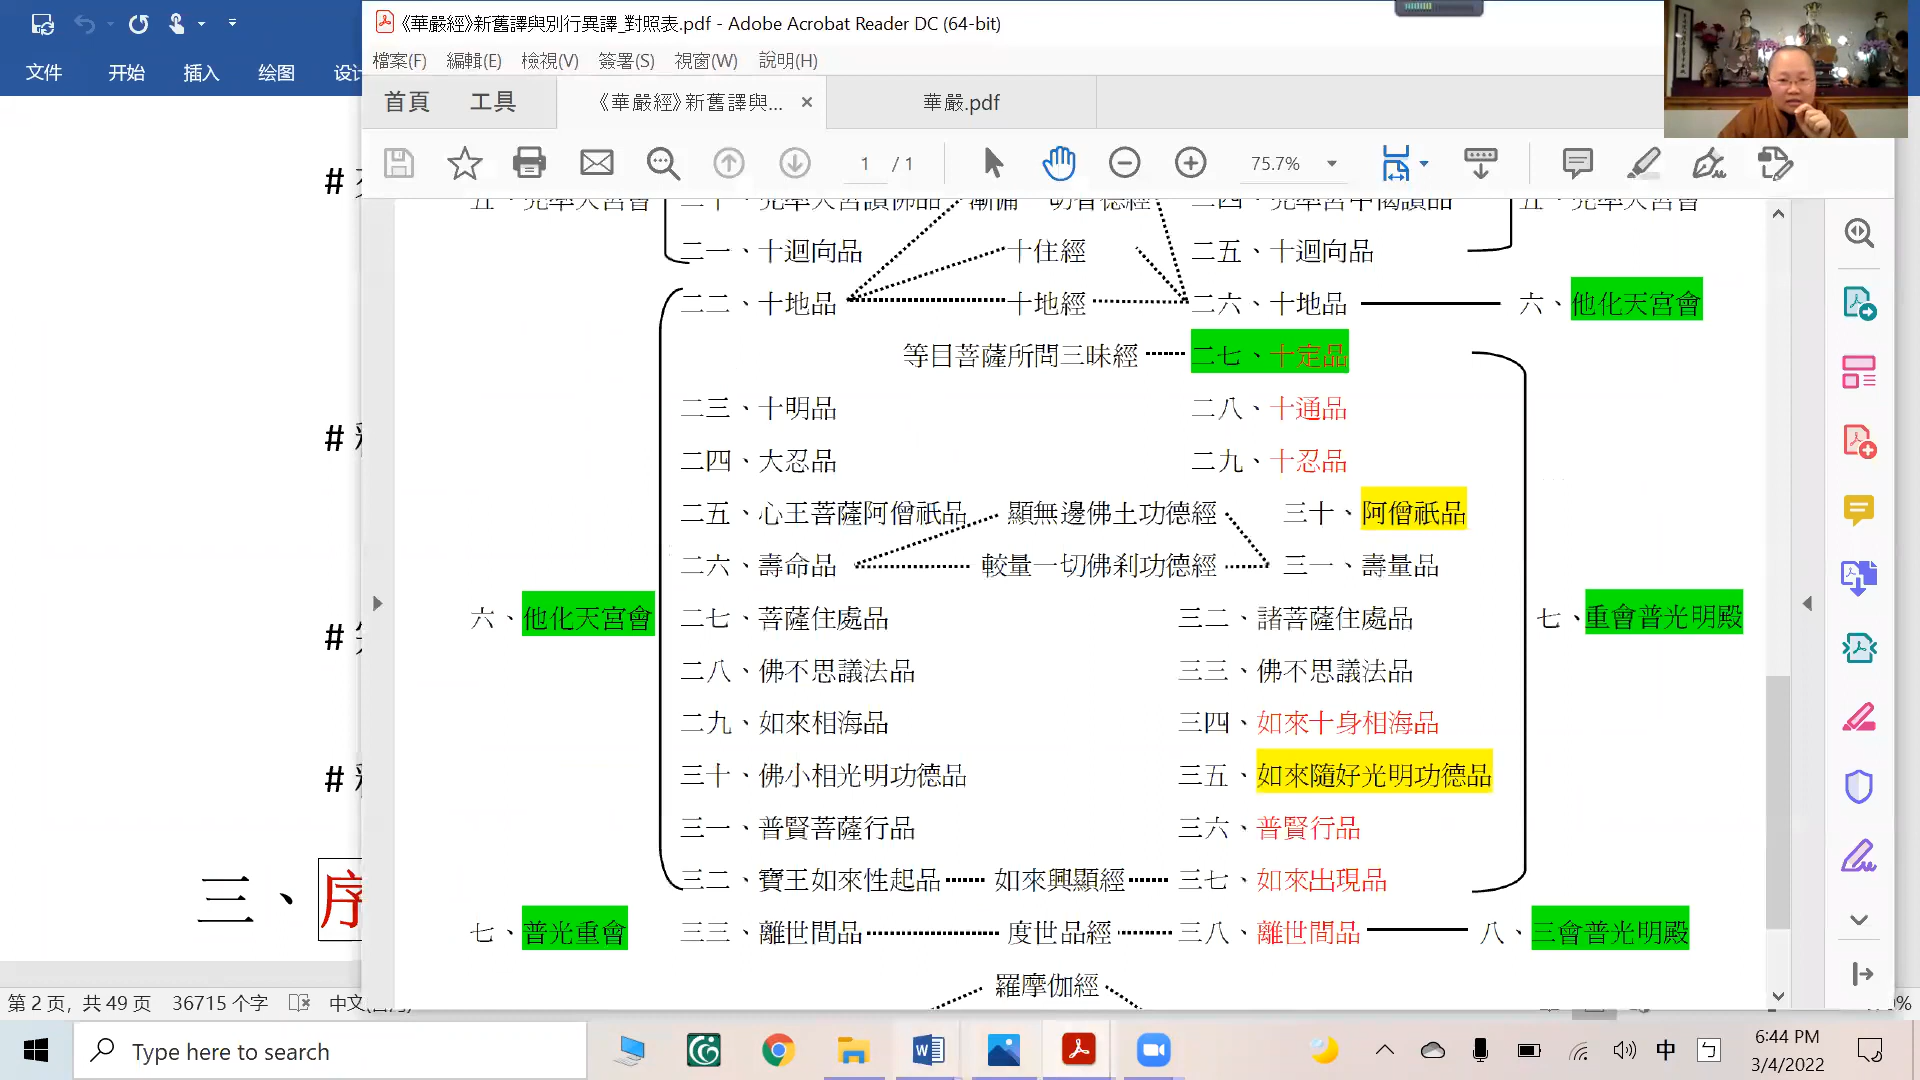 《華嚴經》新舊譯與別行異譯_對照表.pdf - Adobe Acrobat Reader DC (64-bit)
文件 开始 插入 绘图 设计
檔案(F) 編輯(E) 檢視(V) 簽署(S) 視窗(W) 說明(H)
首頁 工具 《華嚴經》新舊譯與... × 華嚴.pdf
1 / 1 75.7%
二一、十迴向品 十住經 二五、十迴向品
二二、十地品 十地經 二六、十地品 六、他化天宮會
等目菩薩所問三昧經 二七、十定品
二三、十明品 二八、十通品
二四、大忍品 二九、十忍品
二五、心王菩薩阿僧祇品 顯無邊佛土功德經 三十、阿僧祇品
二六、壽命品 較量一切佛剎功德經 三一、壽量品
六、他化天宮會 二七、菩薩住處品 三二、諸菩薩住處品 七、重會普光明殿
二八、佛不思議法品 三三、佛不思議法品
二九、如來相海品 三四、如來十身相海品
三十、佛小相光明功德品 三五、如來隨好光明功德品
三一、普賢菩薩行品 三六、普賢行品
三二、寶王如來性起品 如來興顯經 三七、如來出現品
七、普光重會 三三、離世間品 度世品經 三八、離世間品 八、三會普光明殿
羅摩伽經
#
#
#
#
三、序
第 2 页, 共 49 页 36715 个字
Type here to search
中
6:44 PM
3/4/2022